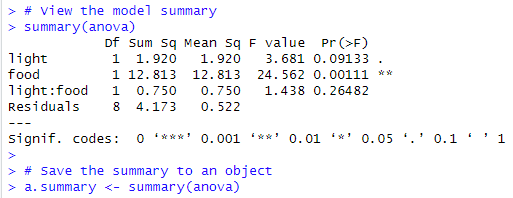 > # View the model summary
> summary(anova)
            Df Sum Sq Mean Sq F value  Pr(>F)
light        1  1.920   1.920   3.681 0.09133 .
food         1 12.813  12.813  24.562 0.00111 **
light:food   1  0.750   0.750   1.438 0.26482
Residuals    8  4.173   0.522
---
Signif. codes:  0 ‘***’ 0.001 ‘**’ 0.01 ‘*’ 0.05 ‘.’ 0.1 ‘ ’ 1
>
> # Save the summary to an object
> a.summary <- summary(anova)